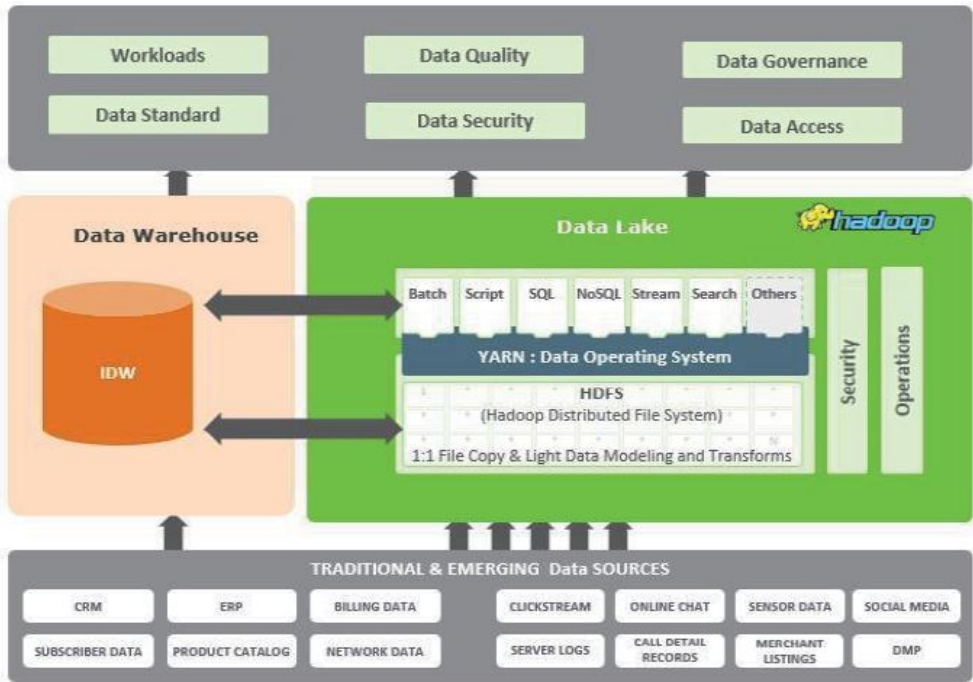 Workloads
Data Quality
Data Governance
Data Standard
Data Security
Data Access
Data Warehouse
Data Lake
hadoop
IDW
Batch
Script
SQL
NoSQL
Stream
Search
Others
YARN : Data Operating System
HDFS
(Hadoop Distributed File System)
1:1 File Copy & Light Data Modeling and Transforms
Security
Operations
TRADITIONAL & EMERGING Data SOURCES
CRM
ERP
BILLING DATA
CLICKSTREAM
ONLINE CHAT
SENSOR DATA
SOCIAL MEDIA
SUBSCRIBER DATA
PRODUCT CATALOG
NETWORK DATA
SERVER LOGS
CALL DETAIL
RECORDS
MERCHANT
LISTINGS
DMP